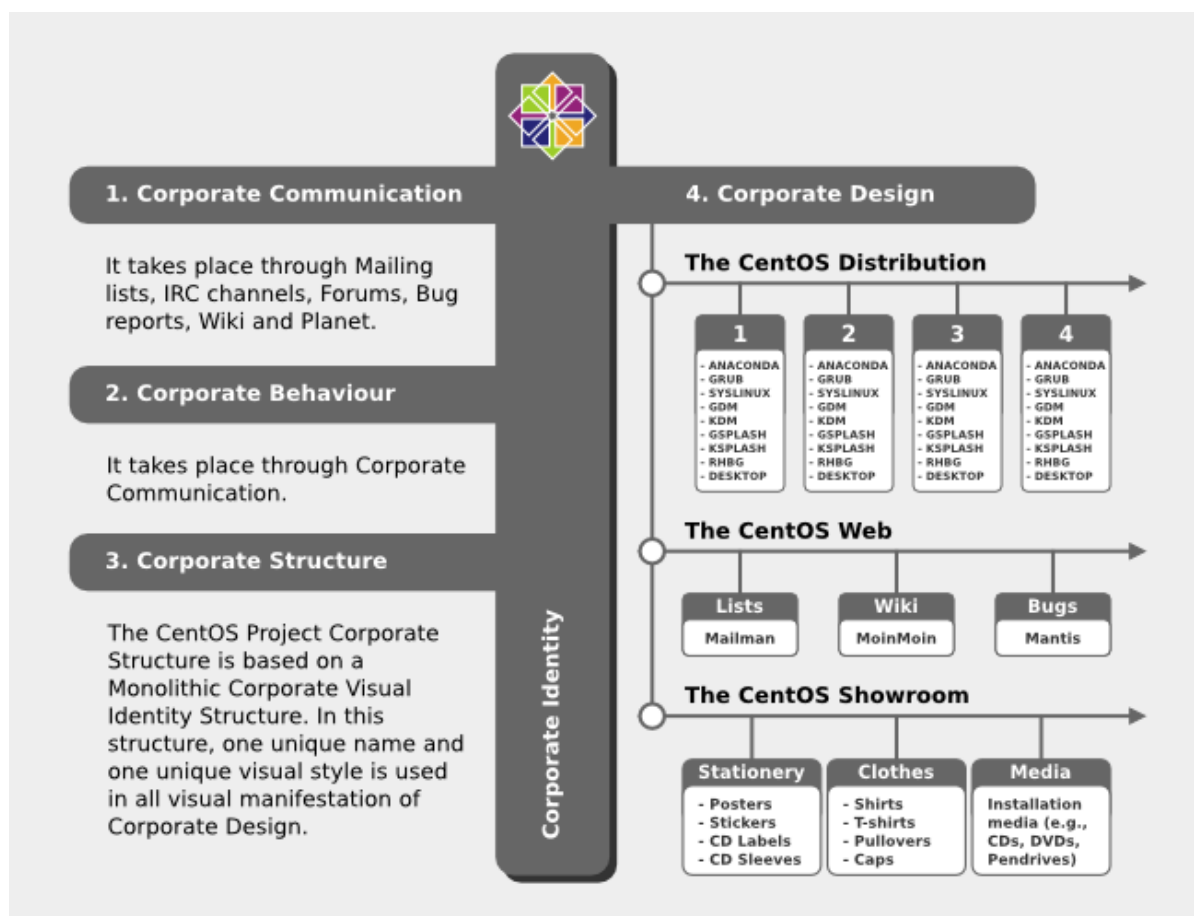 1. Corporate Communication
It takes place through Mailing
lists, IRC channels, Forums, Bug
reports, Wiki and Planet.
2. Corporate Behaviour
It takes place through Corporate
Communication.
3. Corporate Structure
The CentOS Project Corporate
Structure is based on a
Monolithic Corporate Visual
Identity Structure. In this
structure, one unique name and
one unique visual style is used
in all visual manifestation of
Corporate Design.
Corporate Identity
4. Corporate Design
The CentOS Distribution
1
- ANACONDA
- GRUB
- SYSLINUX
- GDM
- KDM
- GSPLASH
- KSPLASH
- RHBG
- DESKTOP
2
- ANACONDA
- GRUB
- SYSLINUX
- GDM
- KDM
- GSPLASH
- KSPLASH
- RHBG
- DESKTOP
3
- ANACONDA
- GRUB
- SYSLINUX
- GDM
- KDM
- GSPLASH
- KSPLASH
- RHBG
- DESKTOP
4
- ANACONDA
- GRUB
- SYSLINUX
- GDM
- KDM
- GSPLASH
- KSPLASH
- RHBG
- DESKTOP
The CentOS Web
Lists
Mailman
Wiki
MoinMoin
Bugs
Mantis
The CentOS Showroom
Stationery
- Posters
- Stickers
- CD Labels
- CD Sleeves
Clothes
- Shirts
- T-shirts
- Pullovers
- Caps
Media
Installation
media (e.g.,
CDs, DVDs,
Pendrives)